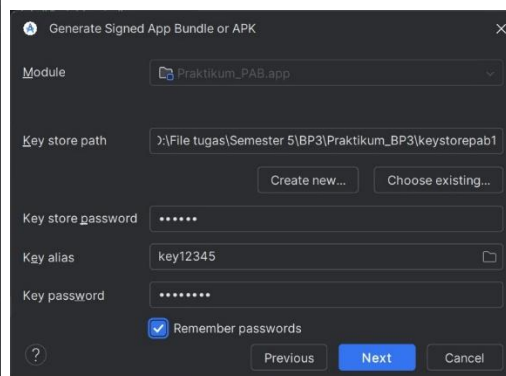 Generate Signed App Bundle or APK
Module
Praktikum_PAB.app
Key store path
):\File tugas\Semester 5\BP3\Praktikum_BP3\keystorepab1
Create new...
Choose existing...
Key store password
••••••
Key alias
key12345
Key password
••••••••
Remember passwords
?
Previous
Next
Cancel